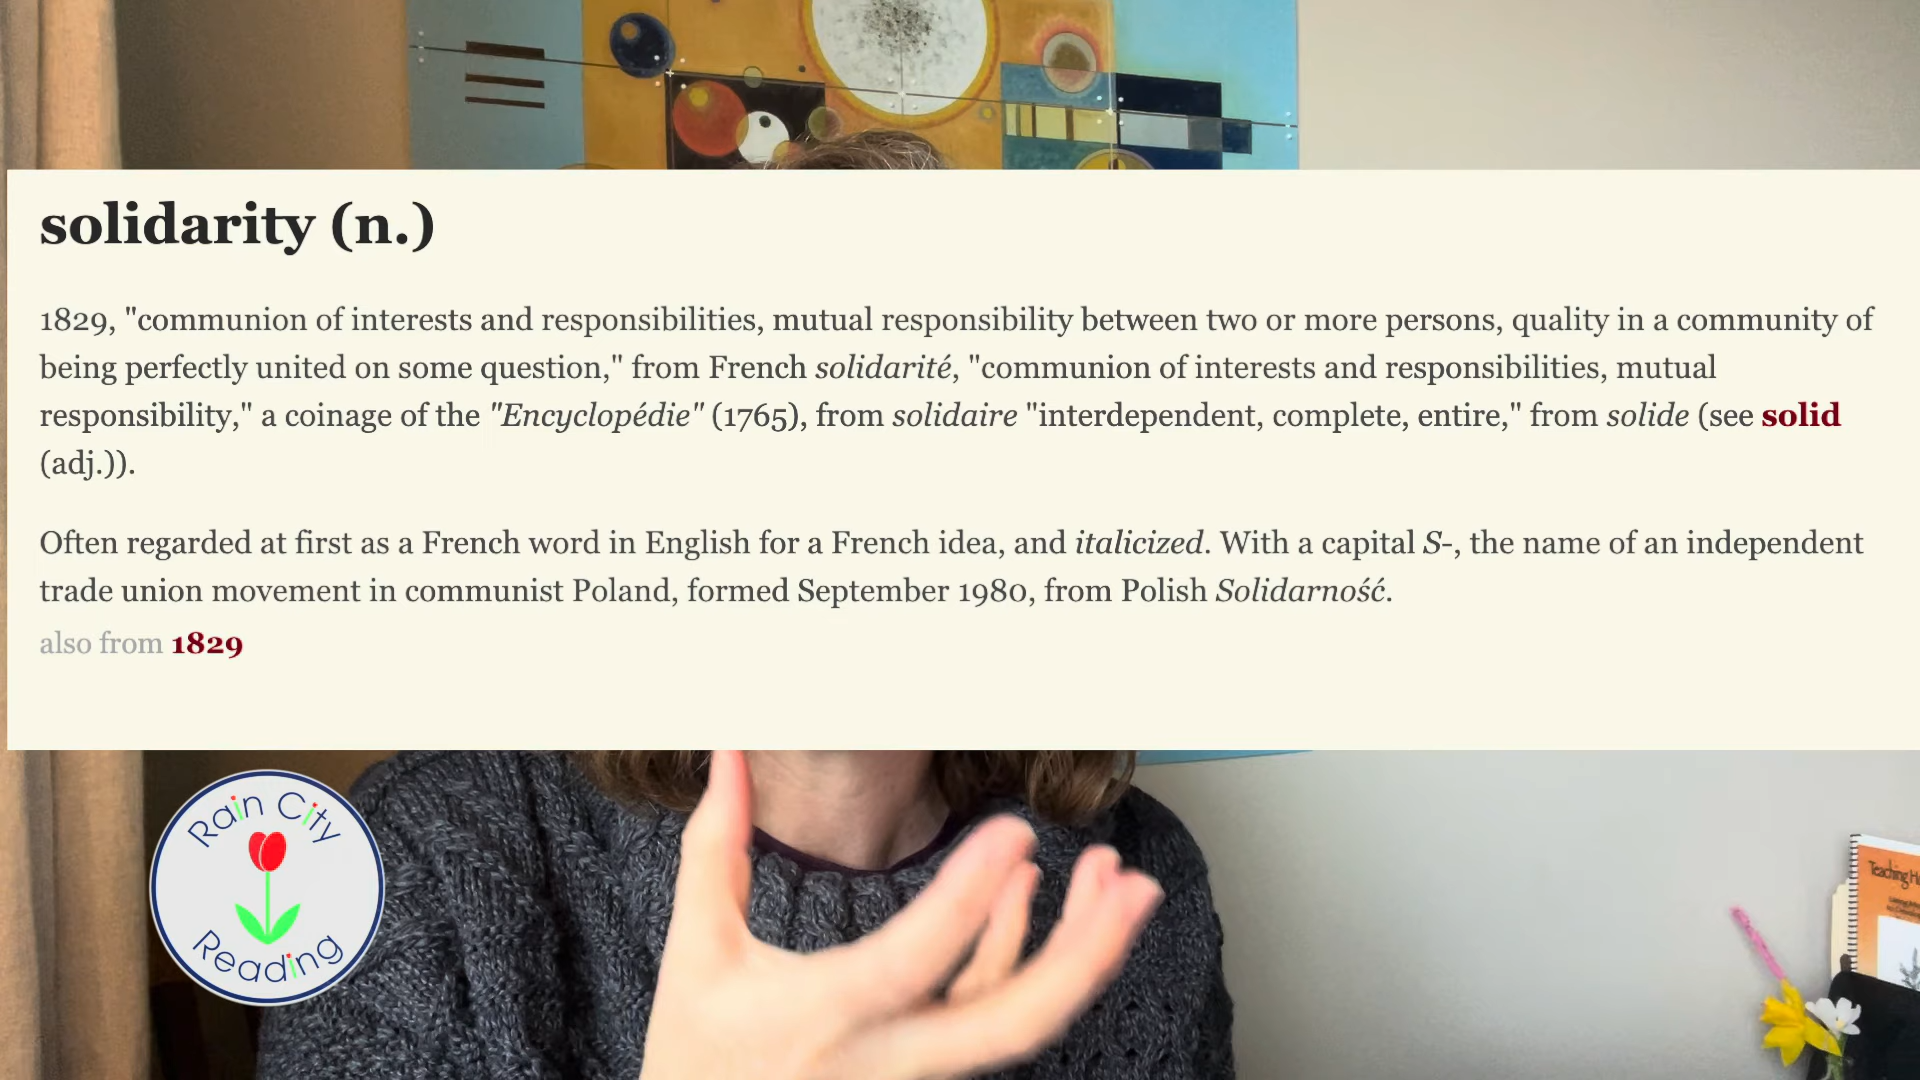 solidarity (n.)
1829, "communion of interests and responsibilities, mutual responsibility between two or more persons, quality in a community of
being perfectly united on some question," from French solidarité, "communion of interests and responsibilities, mutual
responsibility," a coinage of the "Encyclopédie" (1765), from solidaire "interdependent, complete, entire," from solide (see solid
(adj.)).
Often regarded at first as a French word in English for a French idea, and italicized. With a capital S-, the name of an independent
trade union movement in communist Poland, formed September 1980, from Polish Solidarność.
also from 1829
Rain City
Reading
Teaching